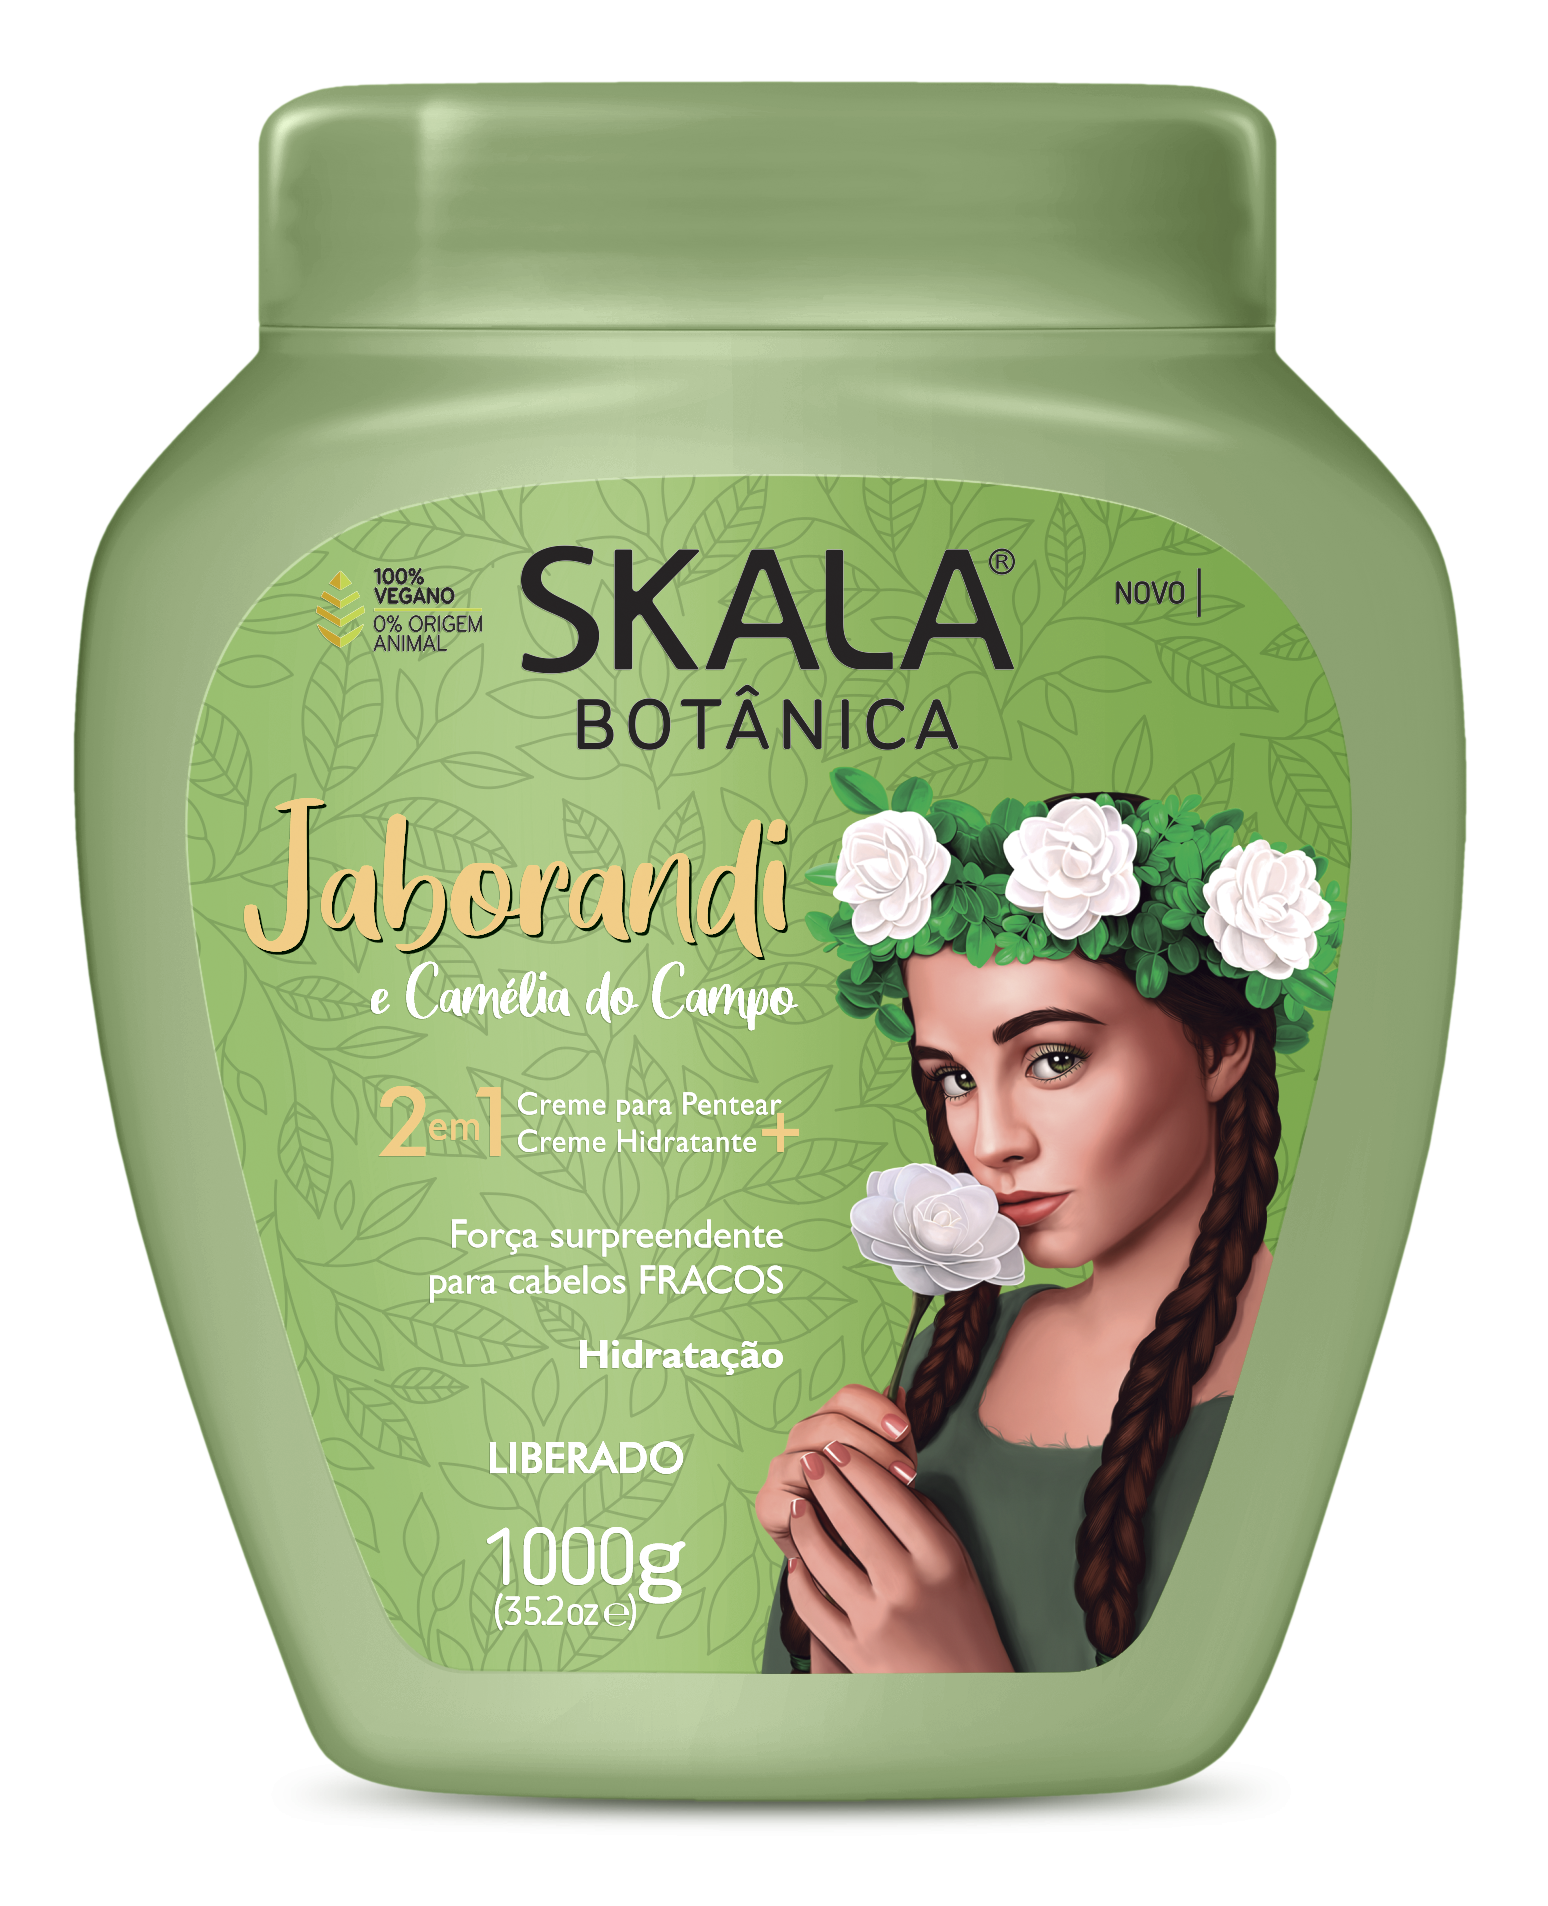 100%
VEGANO
0% ORIGEM
ANIMAL
SKALA®
BOTÂNICA
NOVO
Jaborandi
e Camélia do Campo
2em1
Creme para Pentear
Creme Hidratante +
Força surpreendente
para cabelos FRACOS
Hidratação
LIBERADO
1000g
(35.2oz℮)